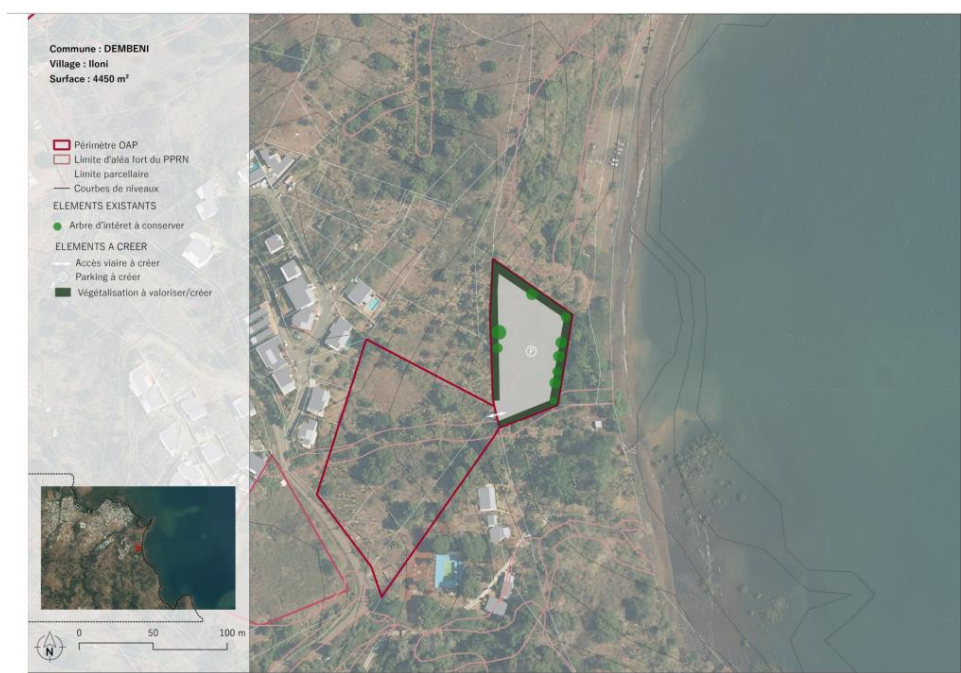 Commune : DEMBENI
Village : Iloni
Surface : 4450 m²
Périmètre OAP
Limite d'aléa fort du PPRN
Limite parcellaire
Courbes de niveaux
ELEMENTS EXISTANTS
Arbre d'intéret à conserver
ELEMENTS A CREER
Accès viaire à créer
P Parking à créer
Végétalisation à valoriser/créer
P
0 50 100 m
N